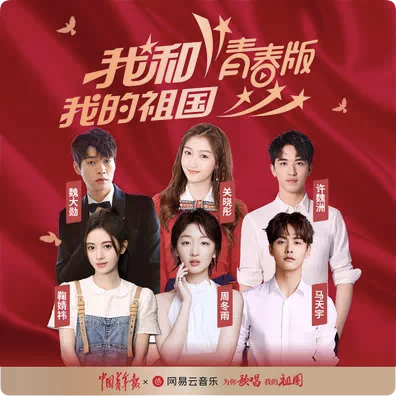 我和
青春版
我的祖国
魏大勋
关晓彤
许魏洲
鞠婧祎
周冬雨
马天宇
中国青年报 × 网易云音乐 为你歌唱 我的祖国